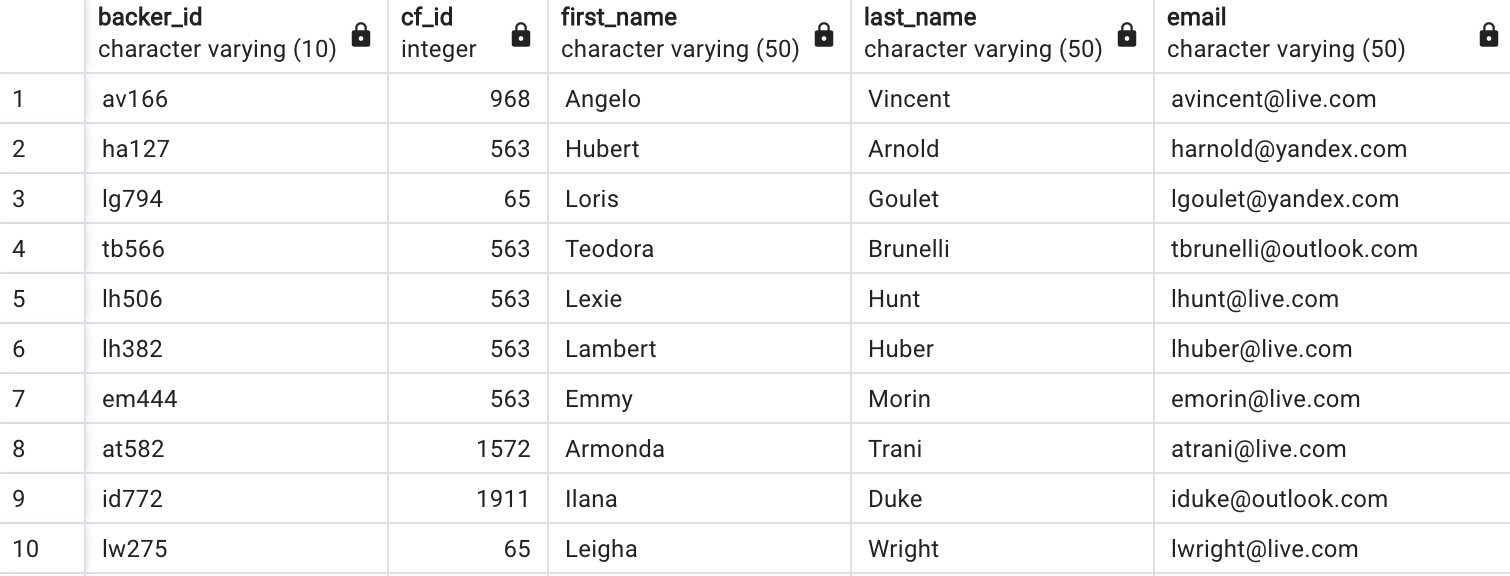 backer_id cf_id first_name last_name email
character varying (10) integer character varying (50) character varying (50) character varying (50)
1 av166 968 Angelo Vincent avincent@live.com
2 ha127 563 Hubert Arnold harnold@yandex.com
3 lg794 65 Loris Goulet lgoulet@yandex.com
4 tb566 563 Teodora Brunelli tbrunelli@outlook.com
5 lh506 563 Lexie Hunt lhunt@live.com
6 lh382 563 Lambert Huber lhuber@live.com
7 em444 563 Emmy Morin emorin@live.com
8 at582 1572 Armonda Trani atrani@live.com
9 id772 1911 Ilana Duke iduke@outlook.com
10 lw275 65 Leigha Wright lwright@live.com